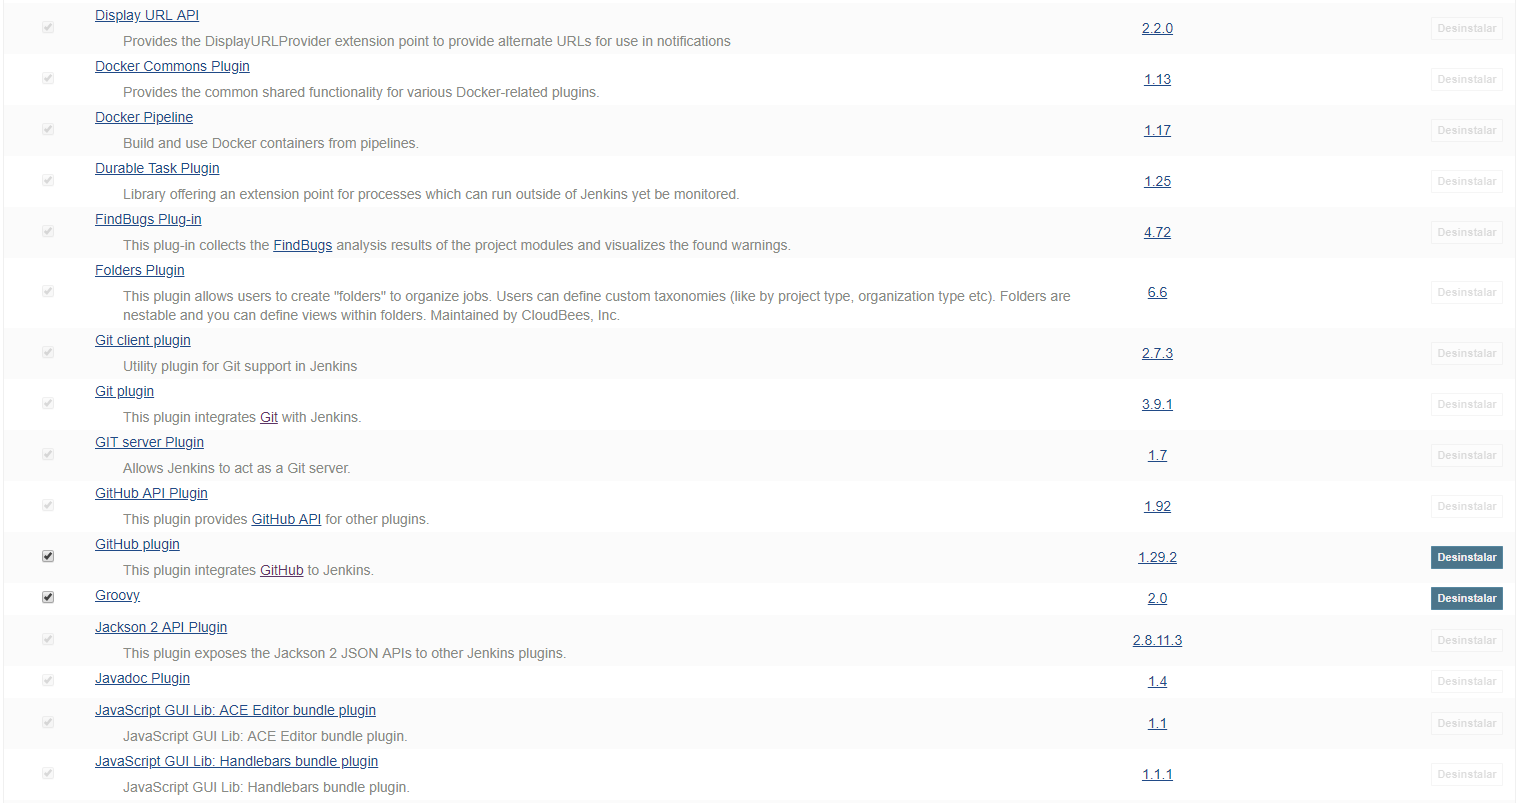 Display URL API
Provides the DisplayURLProvider extension point to provide alternate URLs for use in notifications
2.2.0
Desinstalar
Docker Commons Plugin
Provides the common shared functionality for various Docker-related plugins.
1.13
Desinstalar
Docker Pipeline
Build and use Docker containers from pipelines.
1.17
Desinstalar
Durable Task Plugin
Library offering an extension point for processes which can run outside of Jenkins yet be monitored.
1.25
Desinstalar
FindBugs Plug-in
This plug-in collects the FindBugs analysis results of the project modules and visualizes the found warnings.
4.72
Desinstalar
Folders Plugin
This plugin allows users to create "folders" to organize jobs. Users can define custom taxonomies (like by project type, organization type etc). Folders are
nestable and you can define views within folders. Maintained by CloudBees, Inc.
6.6
Desinstalar
Git client plugin
Utility plugin for Git support in Jenkins
2.7.3
Desinstalar
Git plugin
This plugin integrates Git with Jenkins.
3.9.1
Desinstalar
GIT server Plugin
Allows Jenkins to act as a Git server.
1.7
Desinstalar
GitHub API Plugin
This plugin provides GitHub API for other plugins.
1.92
Desinstalar
GitHub plugin
This plugin integrates GitHub to Jenkins.
1.29.2
Desinstalar
Groovy
2.0
Desinstalar
Jackson 2 API Plugin
This plugin exposes the Jackson 2 JSON APIs to other Jenkins plugins.
2.8.11.3
Desinstalar
Javadoc Plugin
1.4
Desinstalar
JavaScript GUI Lib: ACE Editor bundle plugin
JavaScript GUI Lib: ACE Editor bundle plugin.
1.1
Desinstalar
JavaScript GUI Lib: Handlebars bundle plugin
JavaScript GUI Lib: Handlebars bundle plugin.
1.1.1
Desinstalar